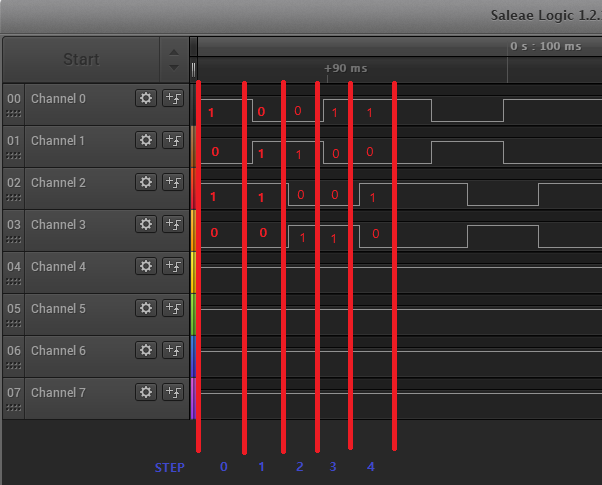 Saleae Logic 1.2.
Start
0 s : 100 ms
+90 ms
00 Channel 0 1 0 0 1 1
01 Channel 1 0 1 1 0 0
02 Channel 2 1 1 0 0 1
03 Channel 3 0 0 1 1 0
04 Channel 4
05 Channel 5
06 Channel 6
07 Channel 7
STEP 0 1 2 3 4